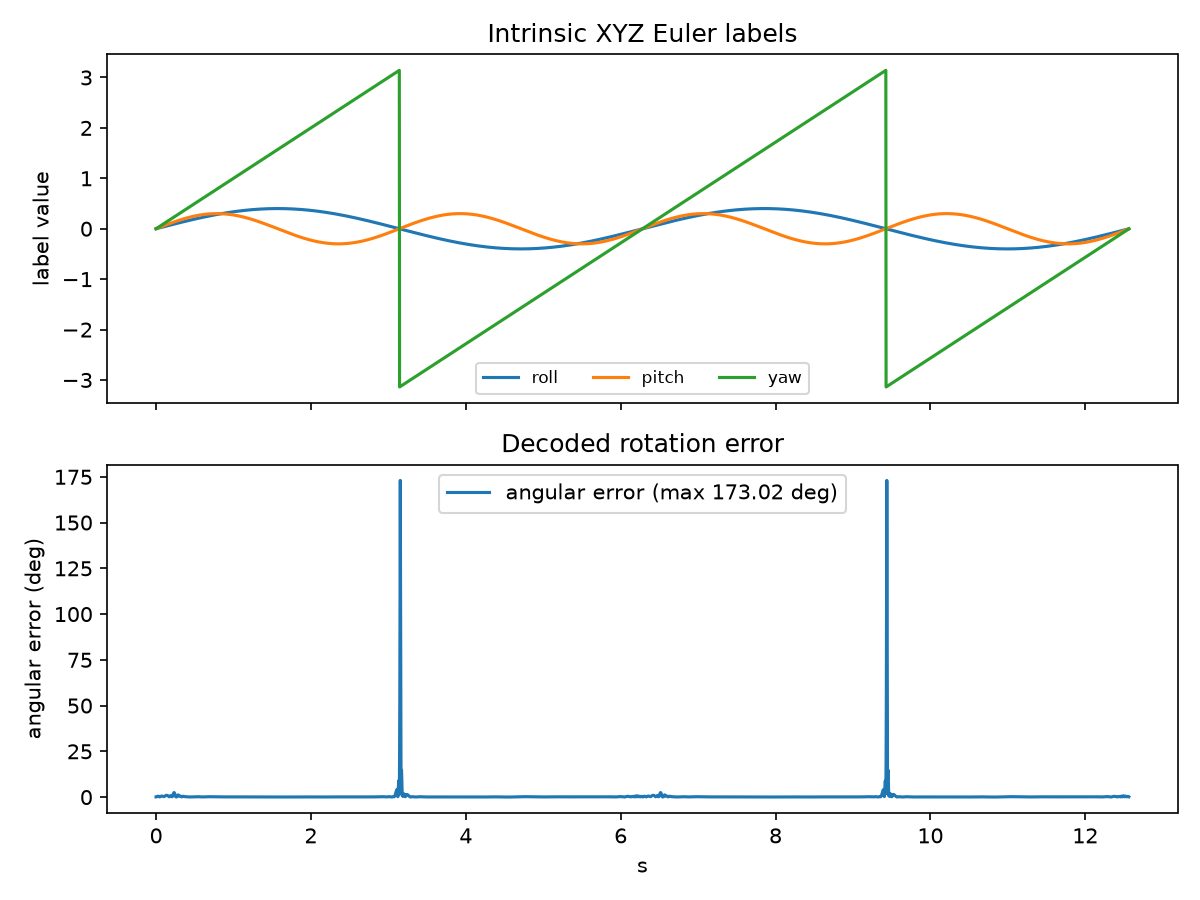 Intrinsic XYZ Euler labels
label value
3
2
1
0
−1
−2
−3
roll pitch yaw
Decoded rotation error
angular error (deg)
175
150
125
100
75
50
25
0
angular error (max 173.02 deg)
0 2 4 6 8 10 12
s